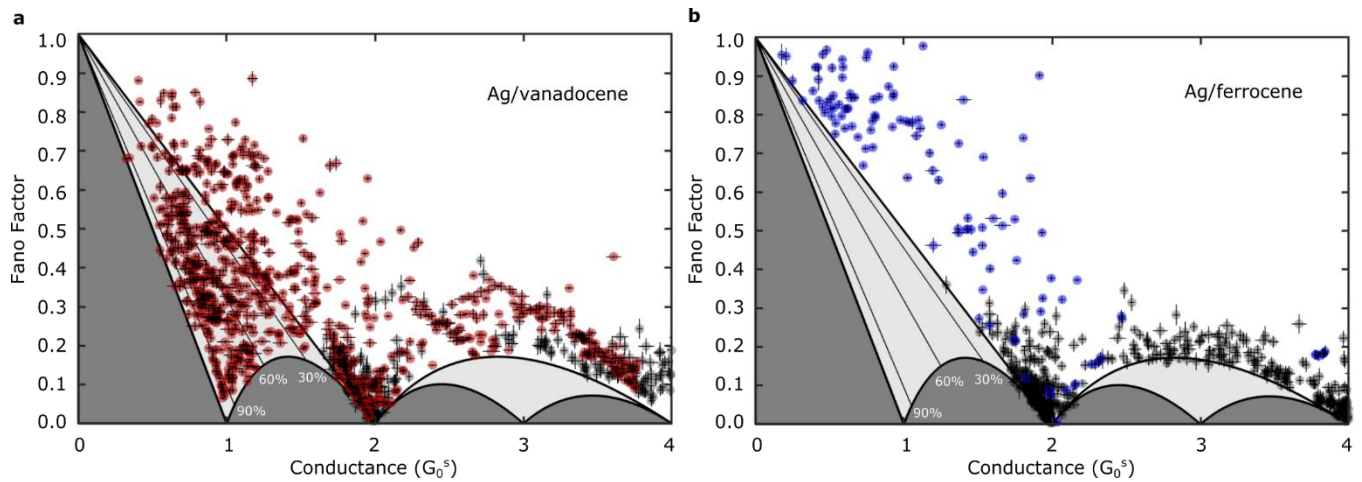 a
1.0
0.9
0.8
0.7
0.6
0.5
0.4
0.3
0.2
0.1
0.0
Fano Factor
Ag/vanadocene
90%
60%
30%
0 1 2 3 4
Conductance (G₀ˢ)
b
1.0
0.9
0.8
0.7
0.6
0.5
0.4
0.3
0.2
0.1
0.0
Fano Factor
Ag/ferrocene
90%
60%
30%
0 1 2 3 4
Conductance (G₀ˢ)